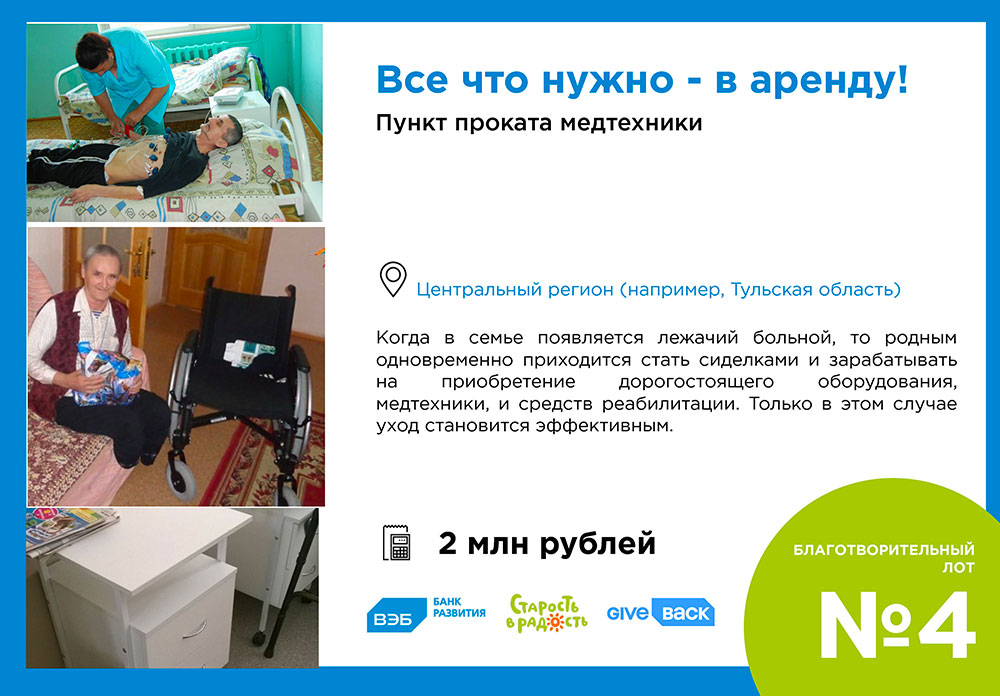 Все что нужно - в аренду!
Пункт проката медтехники
Центральный регион (например, Тульская область)
Когда в семье появляется лежачий больной, то родным
одновременно приходится стать сиделками и зарабатывать
на приобретение дорогостоящего оборудования,
медтехники, и средств реабилитации. Только в этом случае
уход становится эффективным.
2 млн рублей
ВЭБ БАНК
РАЗВИТИЯ
Старость
в радость
GIVE BACK
БЛАГОТВОРИТЕЛЬНЫЙ
ЛОТ
№4